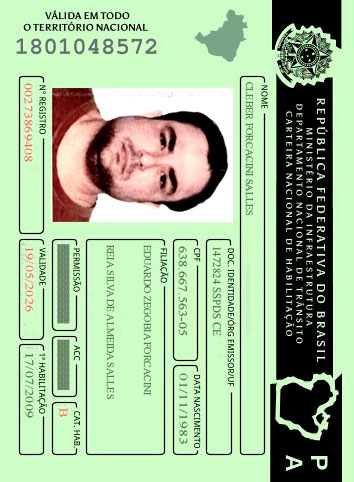 REPÚBLICA FEDERATIVA DO BRASIL
MINISTÉRIO DA INFRAESTRUTURA
DEPARTAMENTO NACIONAL DE TRÂNSITO
CARTEIRA NACIONAL DE HABILITAÇÃO
P A
VÁLIDA EM TODO
O TERRITÓRIO NACIONAL
1801048572
NOME
CLEBER FORCACINI SALLES
DOC. IDENTIDADE/ÓRG EMISSOR/UF
1472824 SSPDS CE
CPF
638.667.563-05
DATA NASCIMENTO
01/11/1983
FILIAÇÃO
EDUARDO ZEGOBIA FORCACINI
REIA SILVA DE ALMEIDA SALLES
PERMISSÃO
ACC
CAT. HAB.
B
Nº REGISTRO
00273869408
VALIDADE
19/05/2026
1ª HABILITAÇÃO
17/07/2009